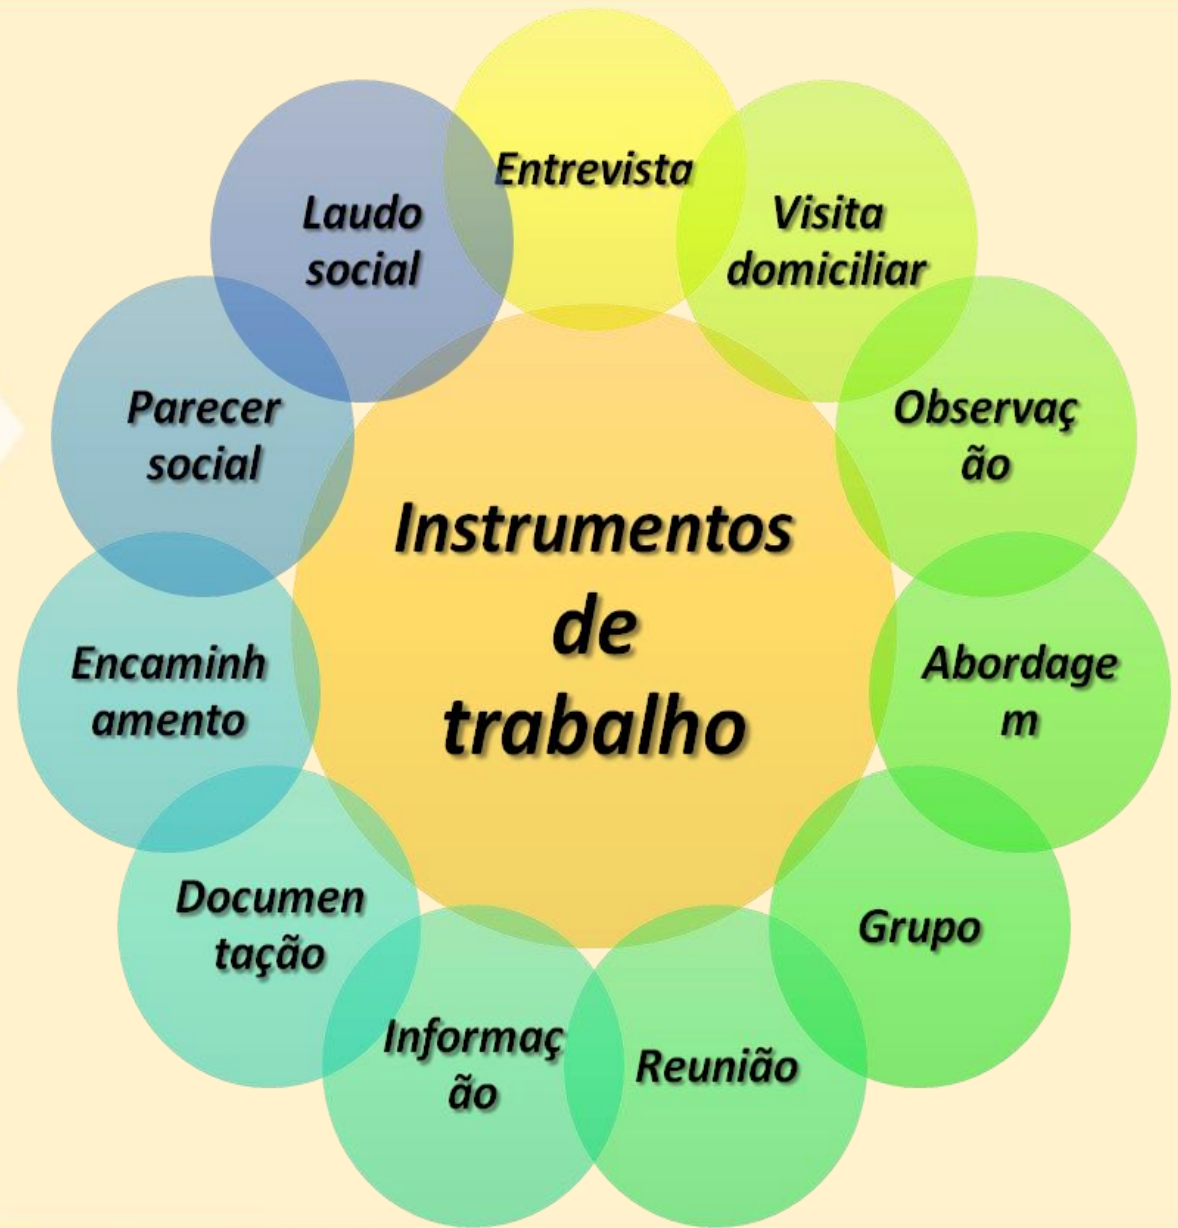 Entrevista
Visita
domiciliar
Observaç
ão
Abordage
m
Grupo
Reunião
Informaç
ão
Documen
tação
Encaminh
amento
Parecer
social
Laudo
social
Instrumentos
de
trabalho